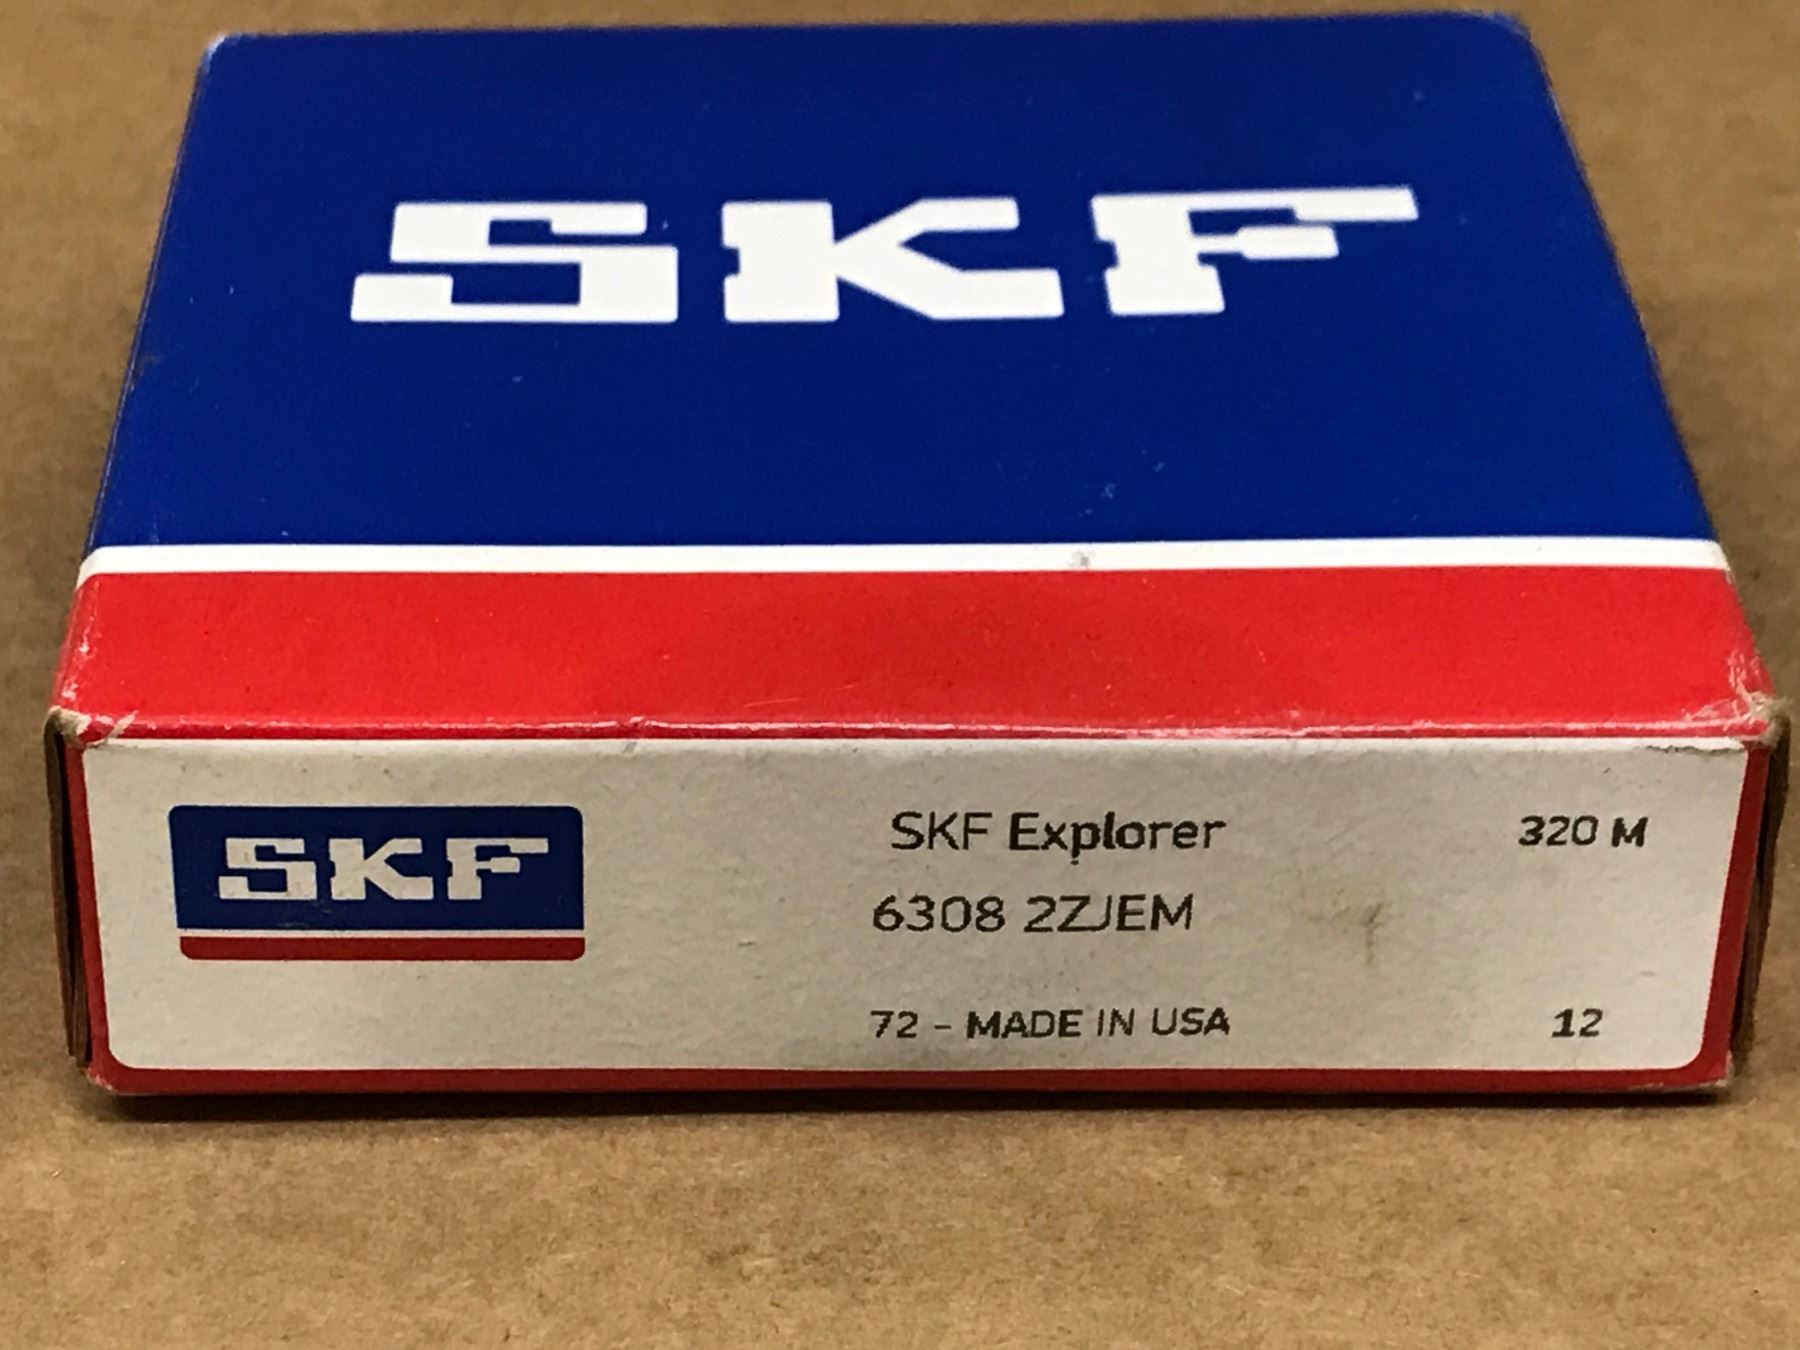 SKF
SKF
SKF Explorer
320 M
6308 2ZJEM
72 - MADE IN USA
12